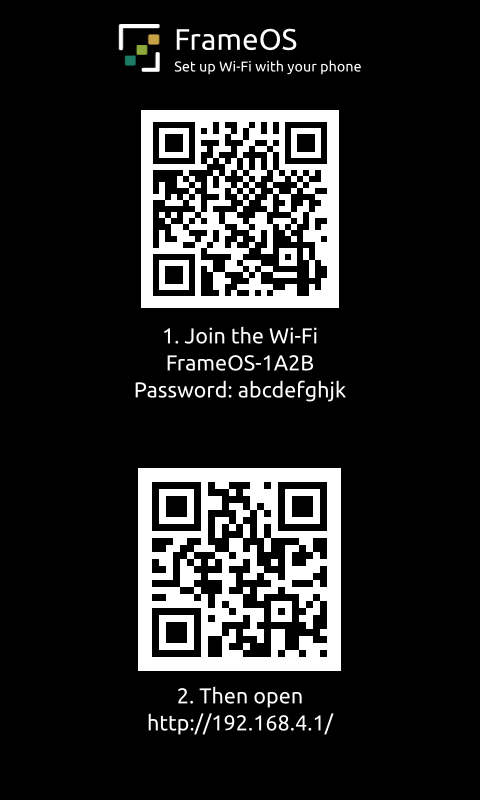 FrameOS
Set up Wi-Fi with your phone
1. Join the Wi-Fi
FrameOS-1A2B
Password: abcdefghjk
2. Then open
http://192.168.4.1/